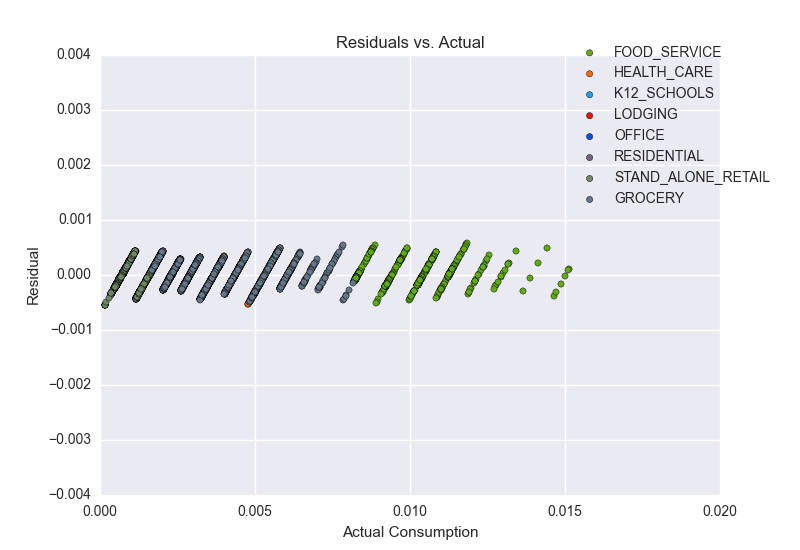 Residuals vs. Actual
FOOD_SERVICE
HEALTH_CARE
K12_SCHOOLS
LODGING
OFFICE
RESIDENTIAL
STAND_ALONE_RETAIL
GROCERY
0.004
0.003
0.002
0.001
0.000
−0.001
−0.002
−0.003
−0.004
Residual
0.000 0.005 0.010 0.015 0.020
Actual Consumption